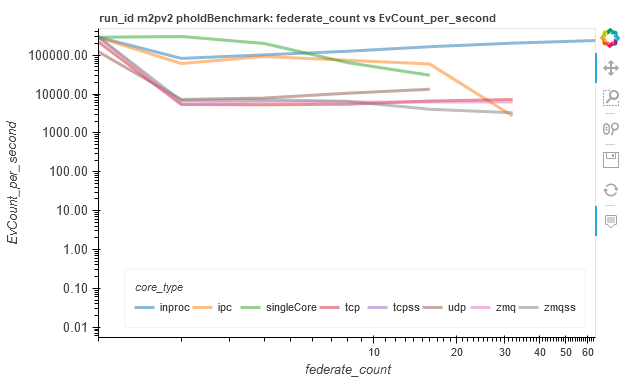 run_id m2pv2 pholdBenchmark: federate_count vs EvCount_per_second
EvCount_per_second
100000.00
10000.00
1000.00
100.00
10.00
1.00
0.10
0.01
core_type
inproc ipc singleCore tcp tcpss udp zmq zmqss
10 20 30 40 50 60
federate_count